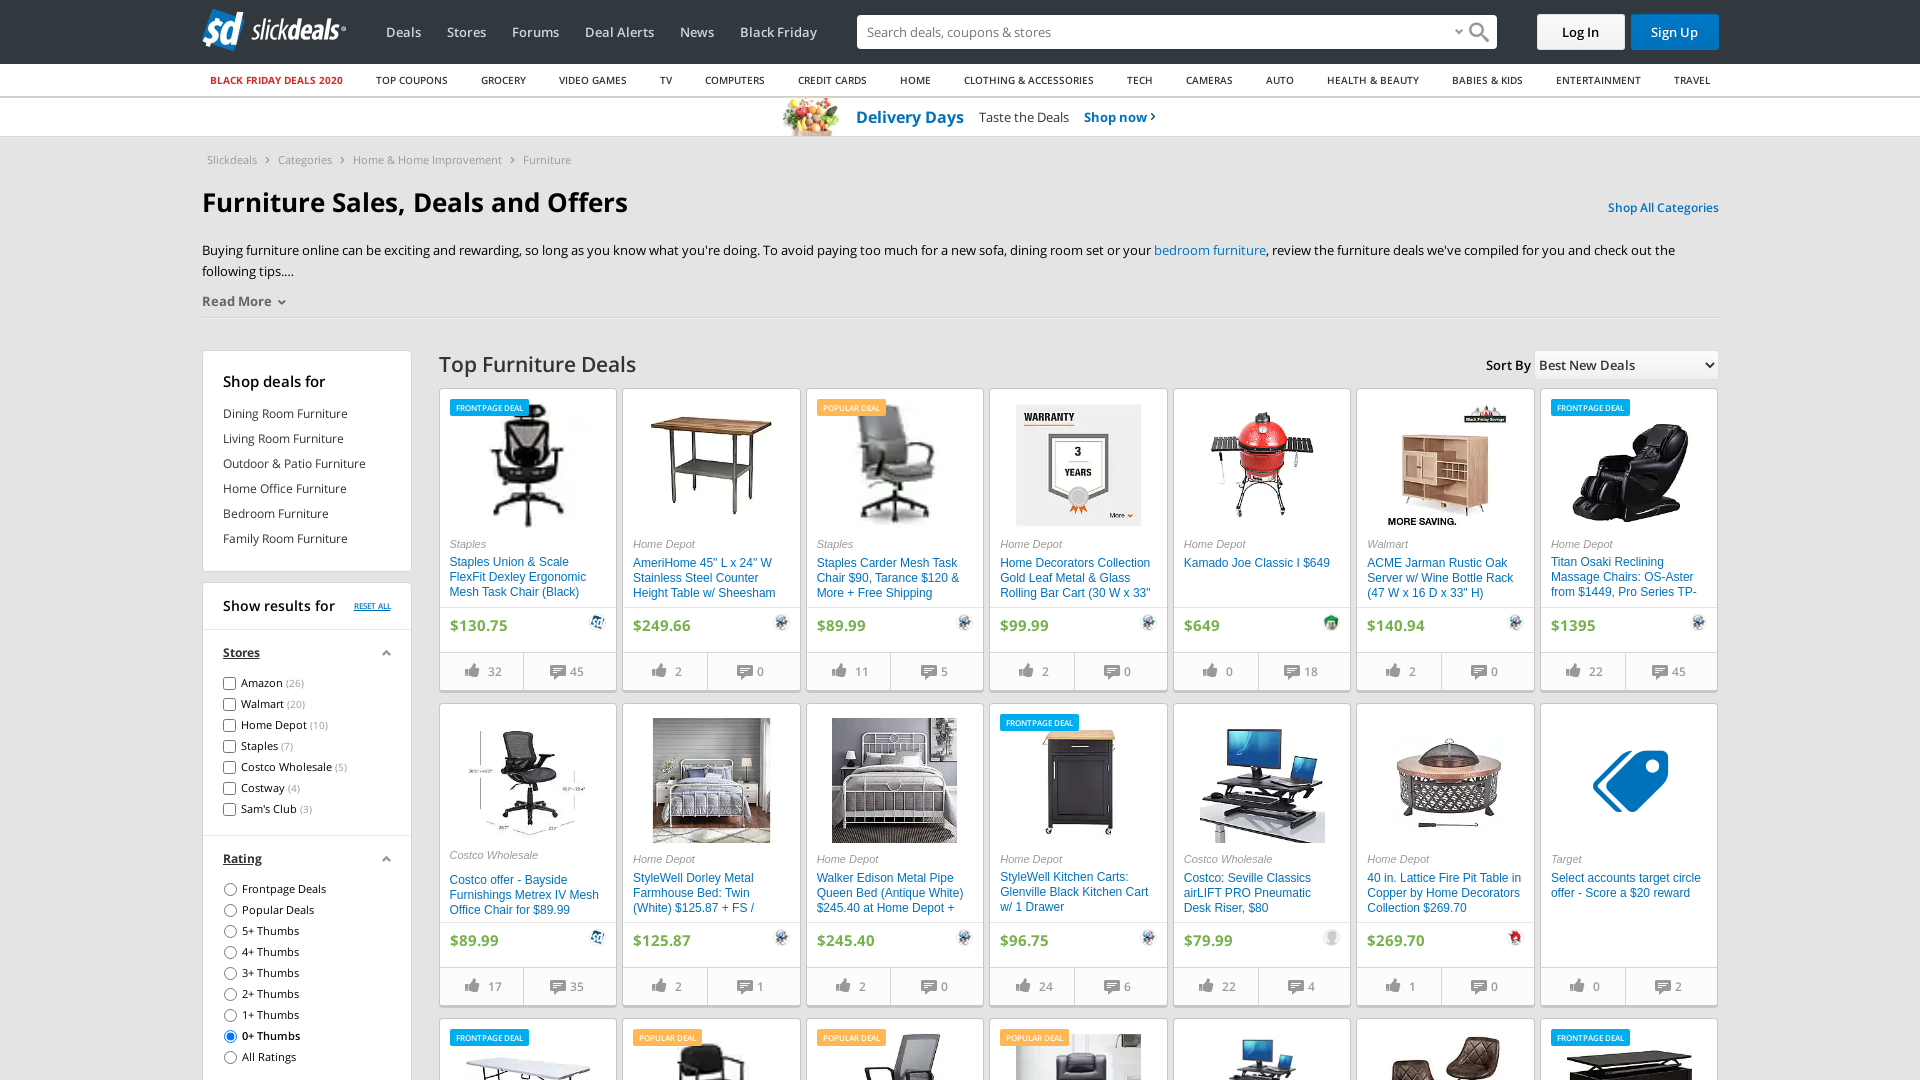 sd slickdeals
Deals
Stores
Forums
Deal Alerts
News
Black Friday
Search deals, coupons & stores
Log In
Sign Up
BLACK FRIDAY DEALS 2020
TOP COUPONS
GROCERY
VIDEO GAMES
TV
COMPUTERS
CREDIT CARDS
HOME
CLOTHING & ACCESSORIES
TECH
CAMERAS
AUTO
HEALTH & BEAUTY
BABIES & KIDS
ENTERTAINMENT
TRAVEL
Delivery Days Taste the Deals Shop now
Slickdeals > Categories > Home & Home Improvement > Furniture
Furniture Sales, Deals and Offers
Shop All Categories
Buying furniture online can be exciting and rewarding, so long as you know what you're doing. To avoid paying too much for a new sofa, dining room set or your bedroom furniture, review the furniture deals we've compiled for you and check out the
following tips....
Read More
Shop deals for
Dining Room Furniture
Living Room Furniture
Outdoor & Patio Furniture
Home Office Furniture
Bedroom Furniture
Family Room Furniture
Show results for
RESET ALL
Stores
Amazon (26)
Walmart (20)
Home Depot (10)
Staples (7)
Costco Wholesale (5)
Costway (4)
Sam's Club (3)
Rating
Frontpage Deals
Popular Deals
5+ Thumbs
4+ Thumbs
3+ Thumbs
2+ Thumbs
1+ Thumbs
0+ Thumbs
All Ratings
Top Furniture Deals
Sort By Best New Deals
FRONTPAGE DEAL
Staples
Staples Union & Scale
FlexFit Dexley Ergonomic
Mesh Task Chair (Black)
$130.75
32
45
Home Depot
AmeriHome 45" L x 24" W
Stainless Steel Counter
Height Table w/ Sheesham
$249.66
2
0
POPULAR DEAL
Staples
Staples Carder Mesh Task
Chair $90, Tarance $120 &
More + Free Shipping
$89.99
11
5
WARRANTY
3
YEARS
More
Home Depot
Home Decorators Collection
Gold Leaf Metal & Glass
Rolling Bar Cart (30 W x 33"
$99.99
2
0
Home Depot
Kamado Joe Classic I $649
$649
0
18
MORE SAVING.
Walmart
ACME Jarman Rustic Oak
Server w/ Wine Bottle Rack
(47 W x 16 D x 33" H)
$140.94
2
0
FRONTPAGE DEAL
Home Depot
Titan Osaki Reclining
Massage Chairs: OS-Aster
from $1449, Pro Series TP-
$1395
22
45
Costco Wholesale
Costco offer - Bayside
Furnishings Metrex IV Mesh
Office Chair for $89.99
$89.99
17
35
Home Depot
StyleWell Dorley Metal
Farmhouse Bed: Twin
(White) $125.87 + FS /
$125.87
2
1
Home Depot
Walker Edison Metal Pipe
Queen Bed (Antique White)
$245.40 at Home Depot +
$245.40
2
0
FRONTPAGE DEAL
Home Depot
StyleWell Kitchen Carts:
Glenville Black Kitchen Cart
w/ 1 Drawer
$96.75
24
6
Costco Wholesale
Costco: Seville Classics
airLIFT PRO Pneumatic
Desk Riser, $80
$79.99
22
4
Home Depot
40 in. Lattice Fire Pit Table in
Copper by Home Decorators
Collection $269.70
$269.70
1
0
Target
Select accounts target circle
offer - Score a $20 reward
0
2
FRONTPAGE DEAL
POPULAR DEAL
POPULAR DEAL
POPULAR DEAL
FRONTPAGE DEAL